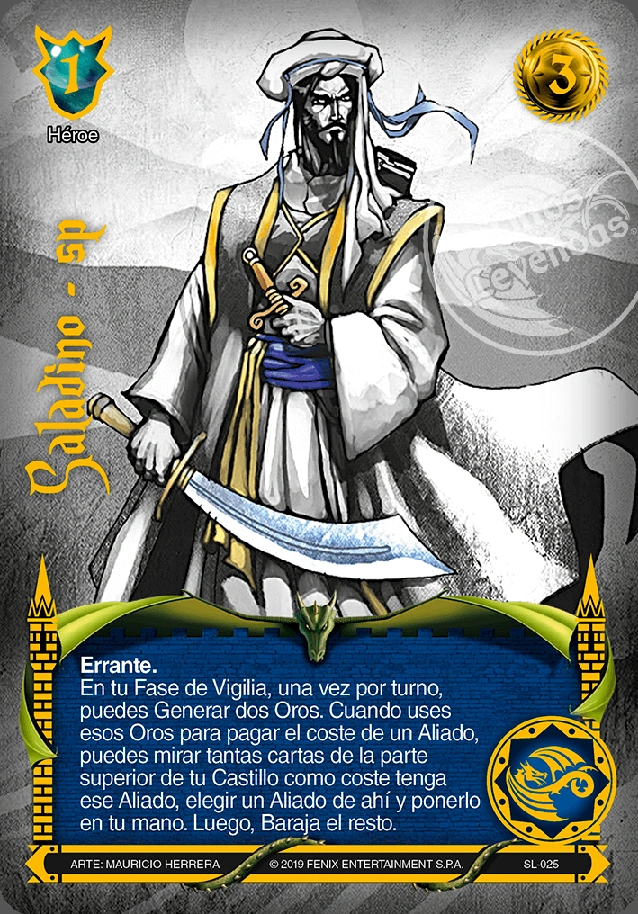 1
Héroe
3
Saladino - sp
Leyendas
Errante.
En tu Fase de Vigilia, una vez por turno,
puedes Generar dos Oros. Cuando uses
esos Oros para pagar el coste de un Aliado,
puedes mirar tantas cartas de la parte
superior de tu Castillo como coste tenga
ese Aliado, elegir un Aliado de ahí y ponerlo
en tu mano. Luego, Baraja el resto.
ARTE: MAURICIO HERRERA © 2019 FENIX ENTERTAINMENT S.P.A. SL-025